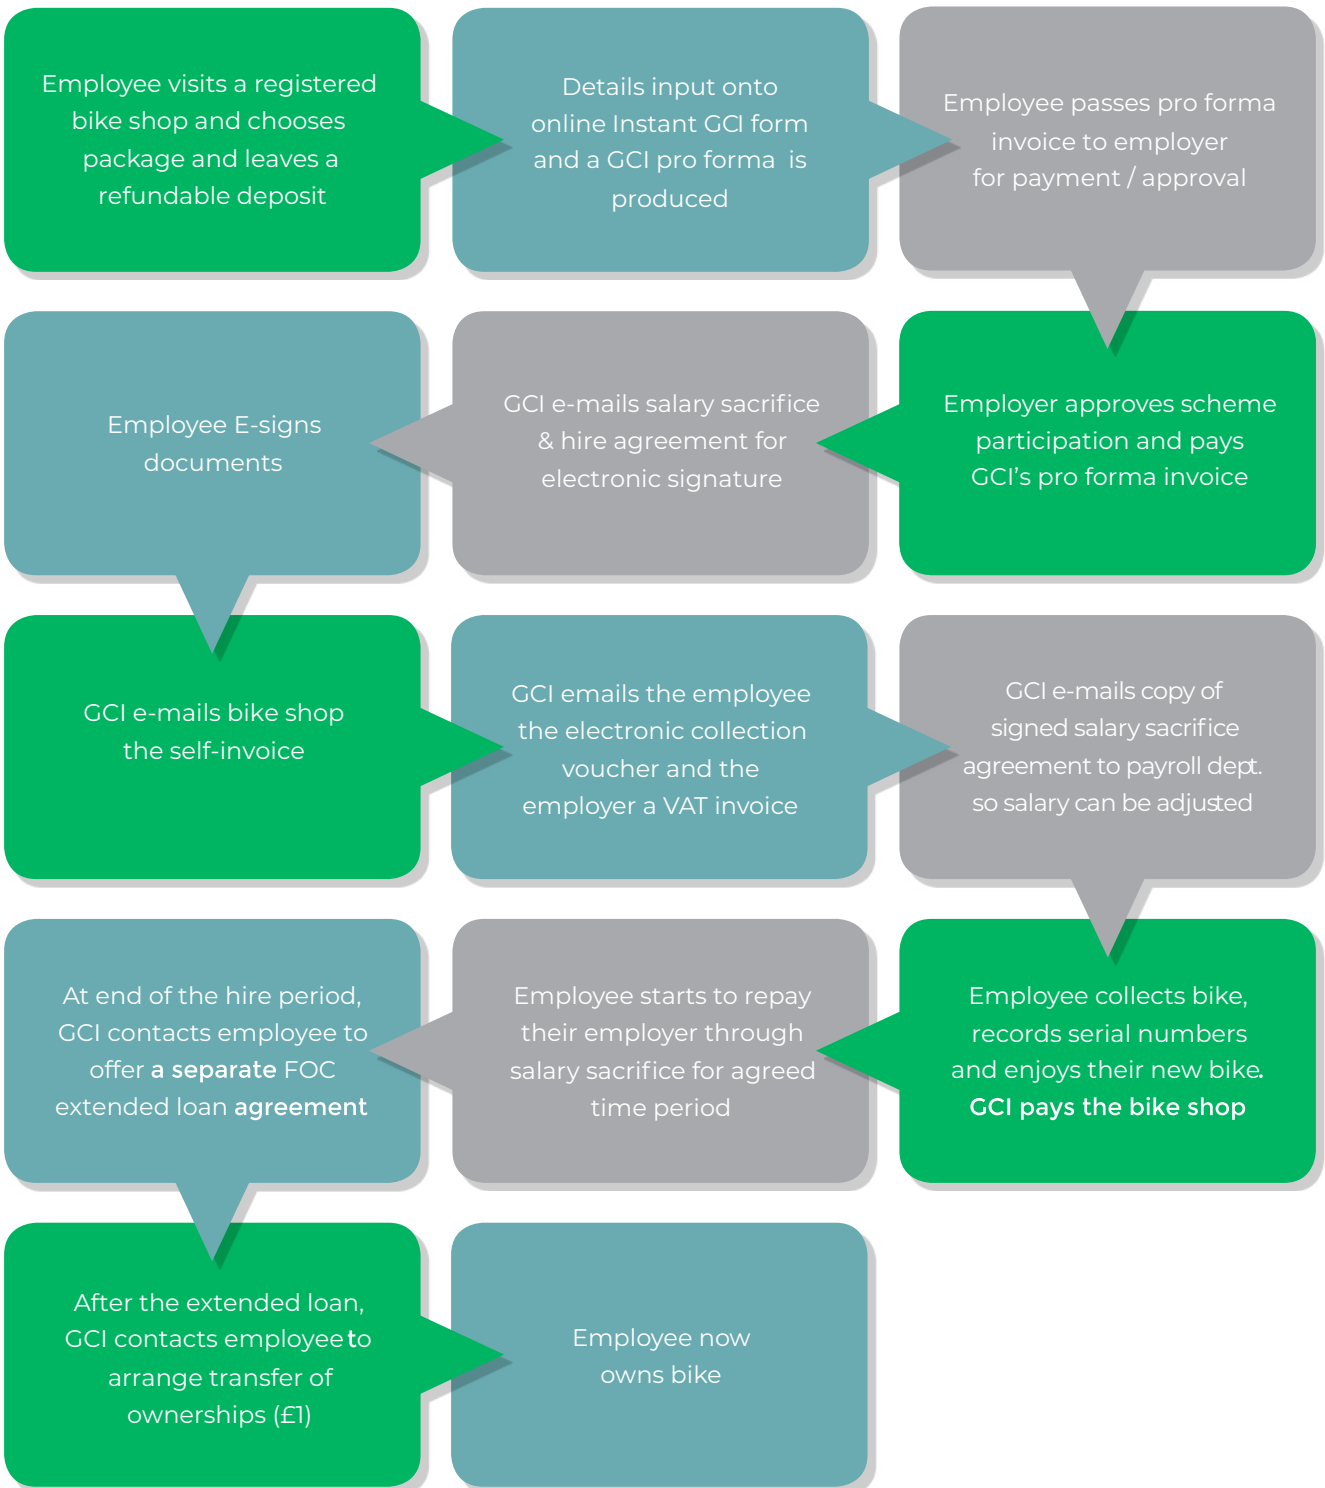 Employee visits a registered
bike shop and chooses
package and leaves a
refundable deposit
Details input onto
online Instant GCI form
and a GCI pro forma is
produced
Employee passes pro forma
invoice to employer
for payment / approval
Employer approves scheme
participation and pays
GCI’s pro forma invoice
GCI e-mails salary sacrifice
& hire agreement for
electronic signature
Employee E-signs
documents
GCI e-mails bike shop
the self-invoice
GCI emails the employee
the electronic collection
voucher and the
employer a VAT invoice
GCI e-mails copy of
signed salary sacrifice
agreement to payroll dept.
so salary can be adjusted
Employee collects bike,
records serial numbers
and enjoys their new bike.
GCI pays the bike shop
Employee starts to repay
their employer through
salary sacrifice for agreed
time period
At end of the hire period,
GCI contacts employee to
offer a separate FOC
extended loan agreement
After the extended loan,
GCI contacts employee to
arrange transfer of
ownerships (£1)
Employee now
owns bike